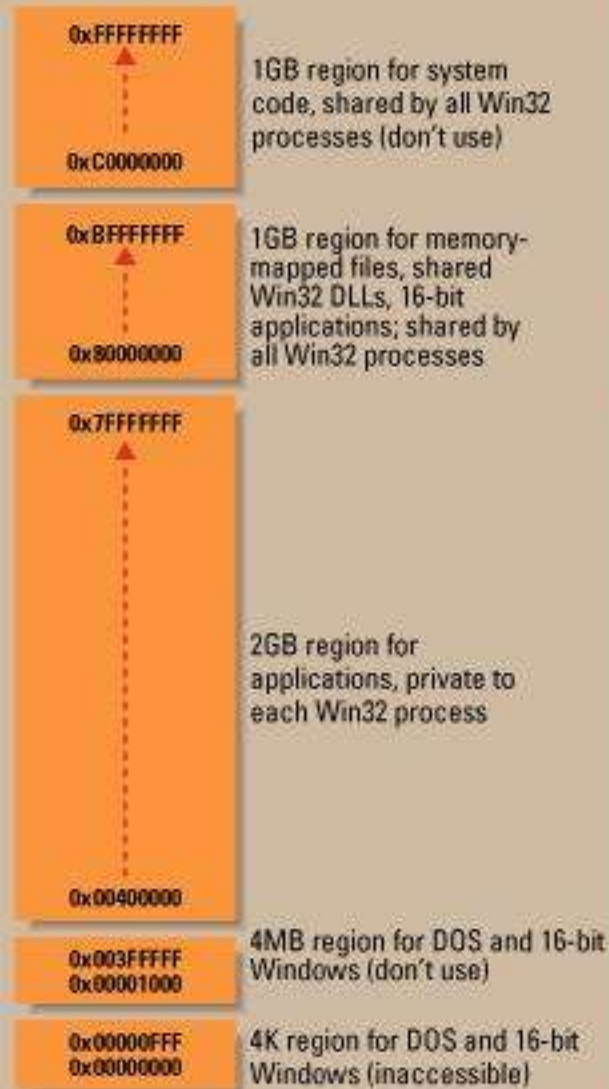 0xFFFFFFFF
0xC0000000
1GB region for system
code, shared by all Win32
processes (don't use)
0xBFFFFFFF
0x80000000
1GB region for memory-
mapped files, shared
Win32 DLLs, 16-bit
applications; shared by
all Win32 processes
0x7FFFFFFF
0x00400000
2GB region for
applications, private to
each Win32 process
0x003FFFFF
0x00001000
4MB region for DOS and 16-bit
Windows (don't use)
0x00000FFF
0x00000000
4K region for DOS and 16-bit
Windows (inaccessible)